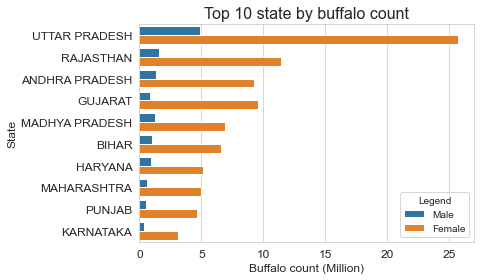 Top 10 state by buffalo count
State
UTTAR PRADESH
RAJASTHAN
ANDHRA PRADESH
GUJARAT
MADHYA PRADESH
BIHAR
HARYANA
MAHARASHTRA
PUNJAB
KARNATAKA
Legend
Male
Female
0 5 10 15 20 25
Buffalo count (Million)